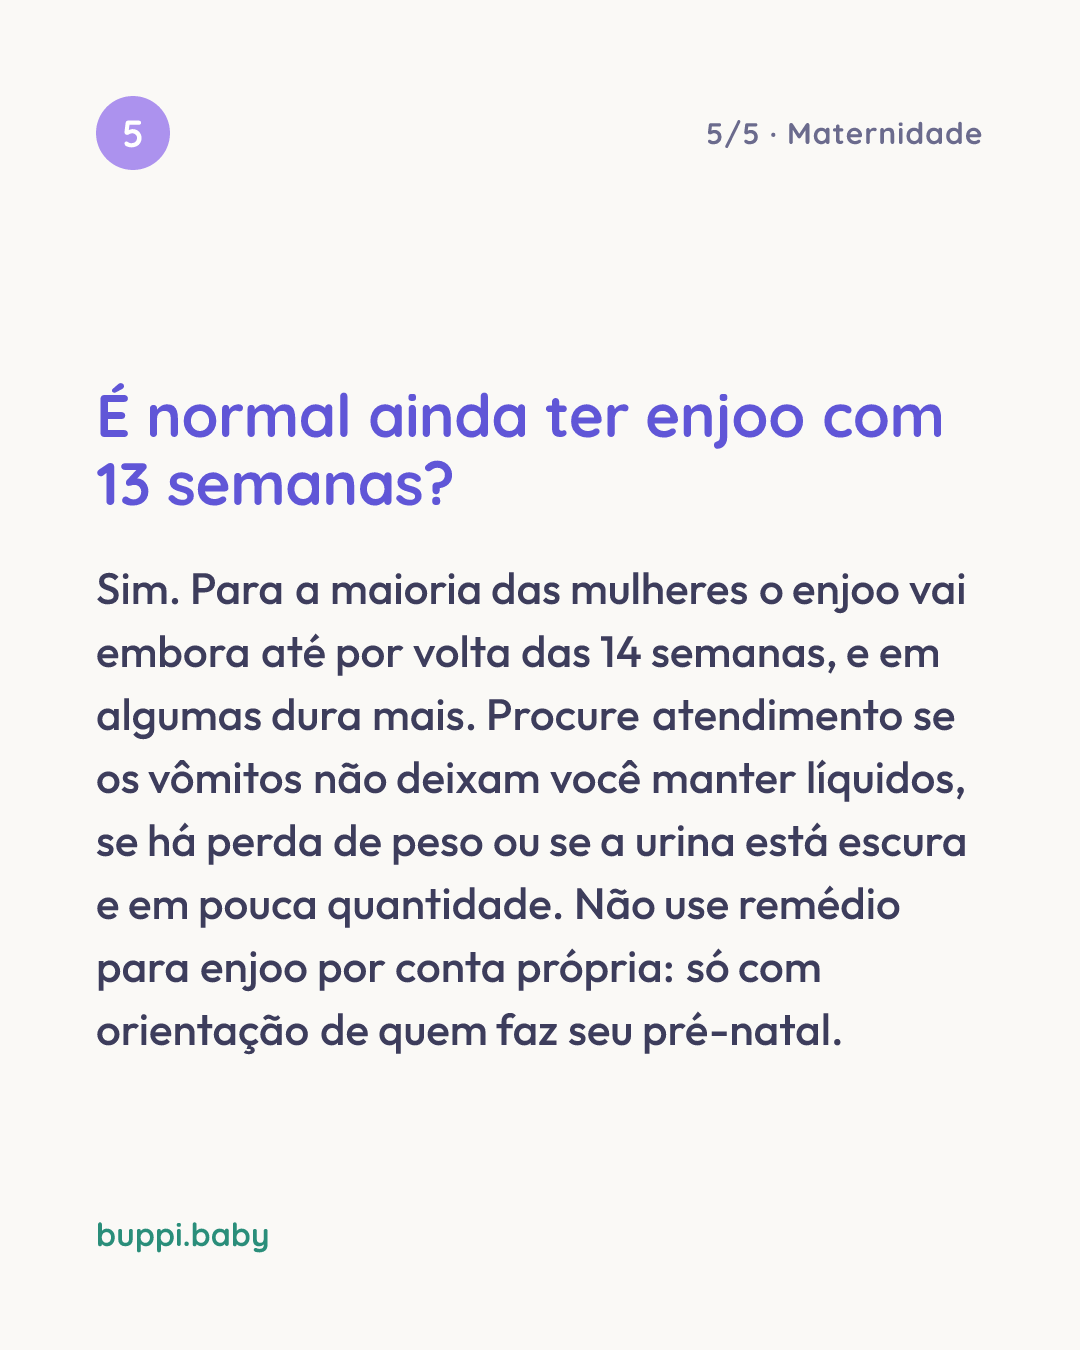 5
5/5 · Maternidade
É normal ainda ter enjoo com
13 semanas?
Sim. Para a maioria das mulheres o enjoo vai
embora até por volta das 14 semanas, e em
algumas dura mais. Procure atendimento se
os vômitos não deixam você manter líquidos,
se há perda de peso ou se a urina está escura
e em pouca quantidade. Não use remédio
para enjoo por conta própria: só com
orientação de quem faz seu pré-natal.
buppi.baby